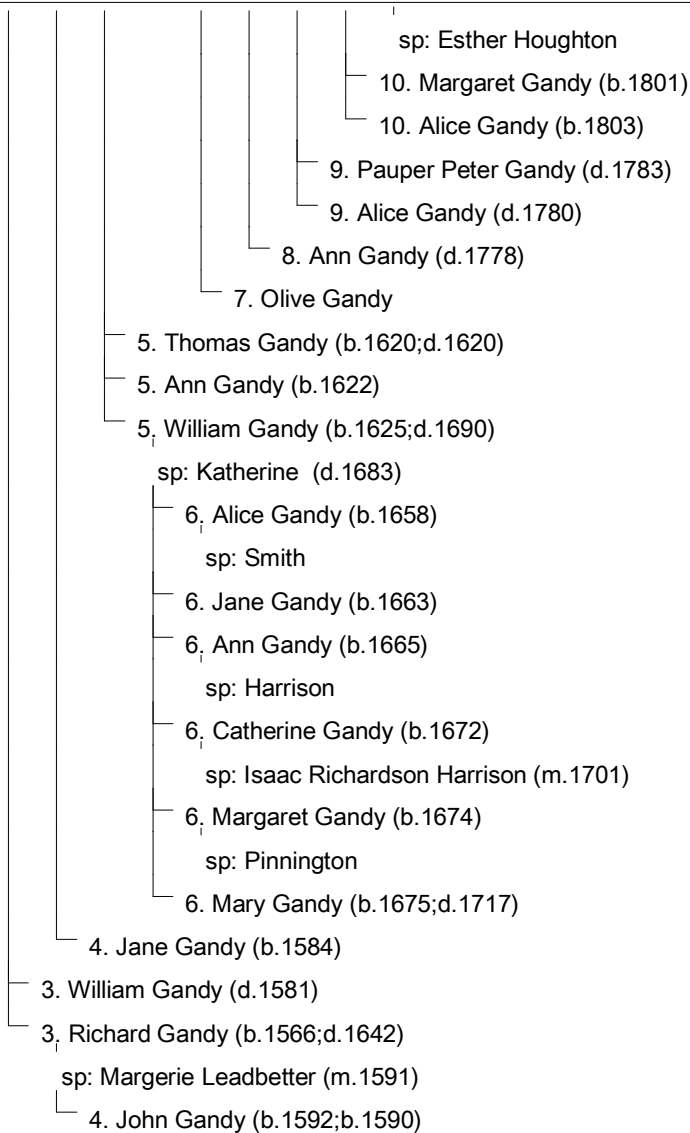 sp: Esther Houghton
10. Margaret Gandy (b.1801)
10. Alice Gandy (b.1803)
9. Pauper Peter Gandy (d.1783)
9. Alice Gandy (d.1780)
8. Ann Gandy (d.1778)
7. Olive Gandy
5. Thomas Gandy (b.1620;d.1620)
5. Ann Gandy (b.1622)
5. William Gandy (b.1625;d.1690)
sp: Katherine (d.1683)
6. Alice Gandy (b.1658)
sp: Smith
6. Jane Gandy (b.1663)
6. Ann Gandy (b.1665)
sp: Harrison
6. Catherine Gandy (b.1672)
sp: Isaac Richardson Harrison (m.1701)
6. Margaret Gandy (b.1674)
sp: Pinnington
6. Mary Gandy (b.1675;d.1717)
4. Jane Gandy (b.1584)
3. William Gandy (d.1581)
3. Richard Gandy (b.1566;d.1642)
sp: Margerie Leadbetter (m.1591)
4. John Gandy (b.1592;b.1590)